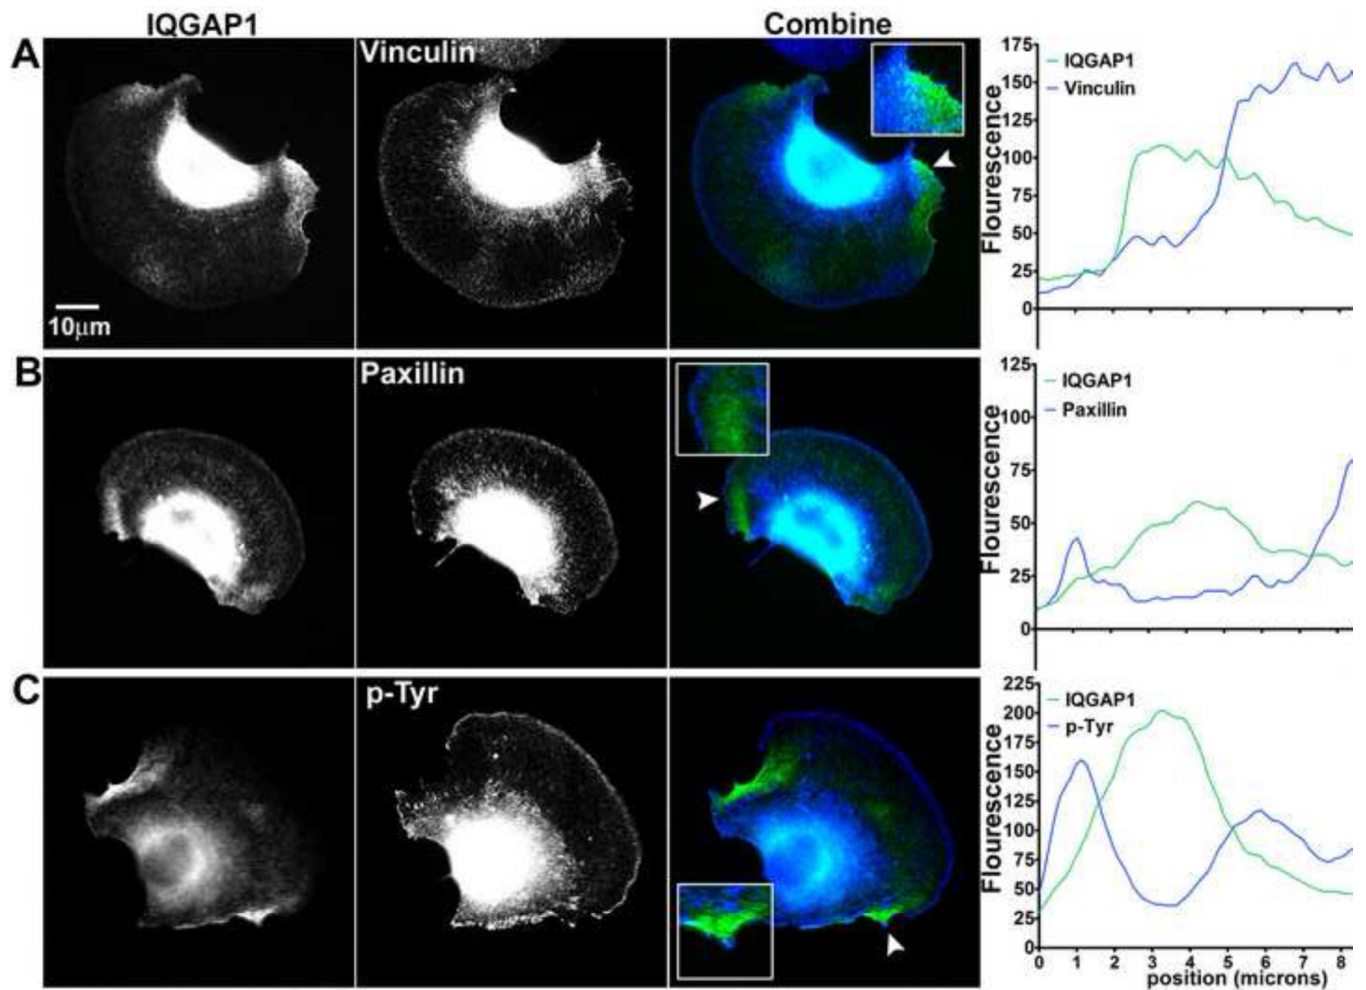 IQGAP1 Combine
A Vinculin
10μm
Flourescence
175
150
125
100
75
50
25
0
IQGAP1
Vinculin
B Paxillin
Flourescence
125
100
75
50
25
0
IQGAP1
Paxillin
C p-Tyr
Flourescence
225
200
175
150
125
100
75
50
25
0
IQGAP1
p-Tyr
0 1 2 3 4 5 6 7 8
position (microns)